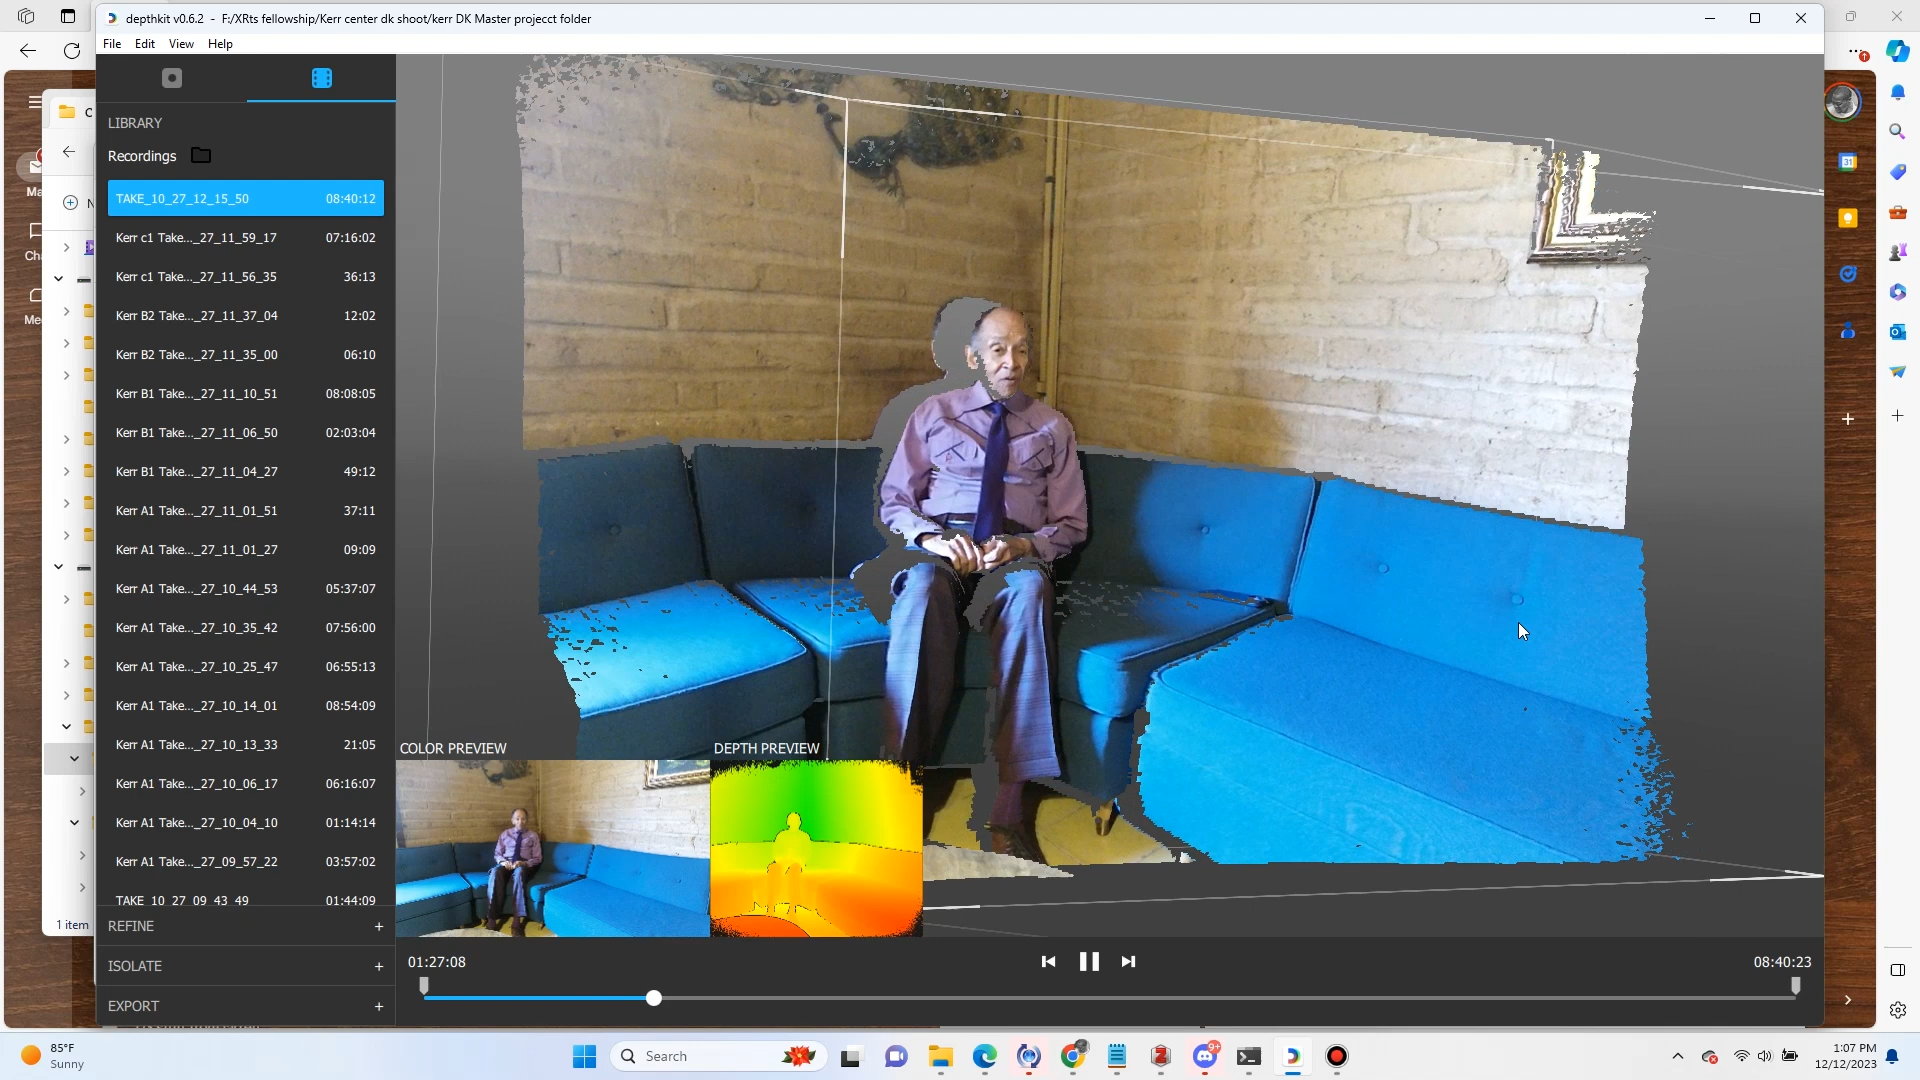 depthkit v0.6.2 - F:/XRts fellowship/Kerr center dk shoot/kerr DK Master projecct folder
File Edit View Help
LIBRARY
Recordings
TAKE_10_27_12_15_50 08:40:12
Kerr c1 Take..._27_11_59_17 07:16:02
Kerr c1 Take..._27_11_56_35 36:13
Kerr B2 Take..._27_11_37_04 12:02
Kerr B2 Take..._27_11_35_00 06:10
Kerr B1 Take..._27_11_10_51 08:08:05
Kerr B1 Take..._27_11_06_50 02:03:04
Kerr B1 Take..._27_11_04_27 49:12
Kerr A1 Take..._27_11_01_51 37:11
Kerr A1 Take..._27_11_01_27 09:09
Kerr A1 Take..._27_10_44_53 05:37:07
Kerr A1 Take..._27_10_35_42 07:56:00
Kerr A1 Take..._27_10_25_47 06:55:13
Kerr A1 Take..._27_10_14_01 08:54:09
Kerr A1 Take..._27_10_13_33 21:05
Kerr A1 Take..._27_10_06_17 06:16:07
Kerr A1 Take..._27_10_04_10 01:14:14
Kerr A1 Take..._27_09_57_22 03:57:02
TAKE 10 27 09 43 49 01:44:09
REFINE +
ISOLATE +
EXPORT +
COLOR PREVIEW DEPTH PREVIEW
01:27:08 08:40:23
1 item
31
9+
85°F
Sunny
Search
1:07 PM
12/12/2023